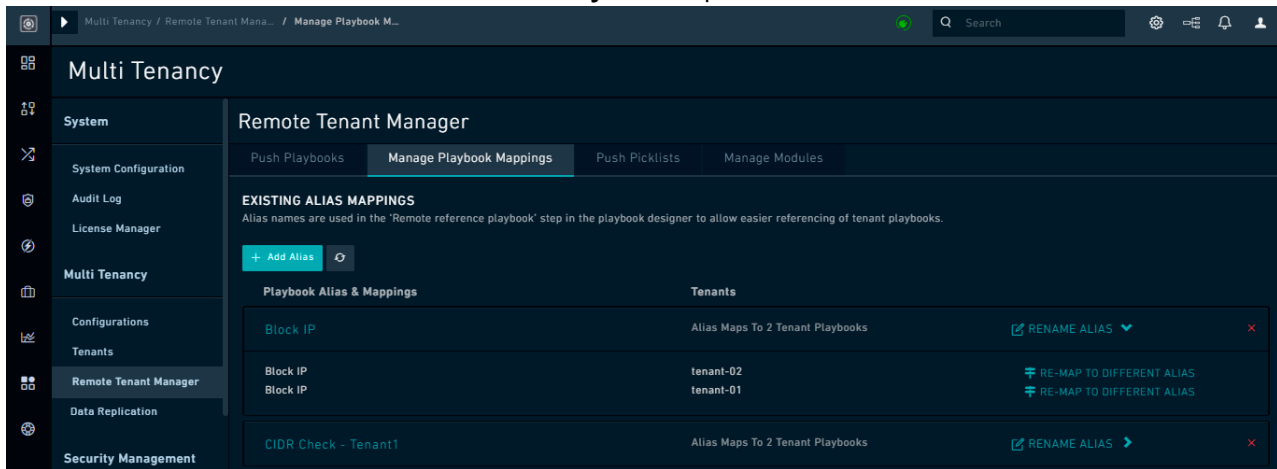 Multi Tenancy / Remote Tenant Mana... / Manage Playbook M...
Search
Multi Tenancy
System
System Configuration
Audit Log
License Manager
Multi Tenancy
Configurations
Tenants
Remote Tenant Manager
Data Replication
Security Management
Remote Tenant Manager
Push Playbooks
Manage Playbook Mappings
Push Picklists
Manage Modules
EXISTING ALIAS MAPPINGS
Alias names are used in the 'Remote reference playbook' step in the playbook designer to allow easier referencing of tenant playbooks.
+ Add Alias
Playbook Alias & Mappings Tenants
Block IP Alias Maps To 2 Tenant Playbooks RENAME ALIAS
Block IP tenant-02 RE-MAP TO DIFFERENT ALIAS
Block IP tenant-01 RE-MAP TO DIFFERENT ALIAS
CIDR Check - Tenant1 Alias Maps To 2 Tenant Playbooks RENAME ALIAS